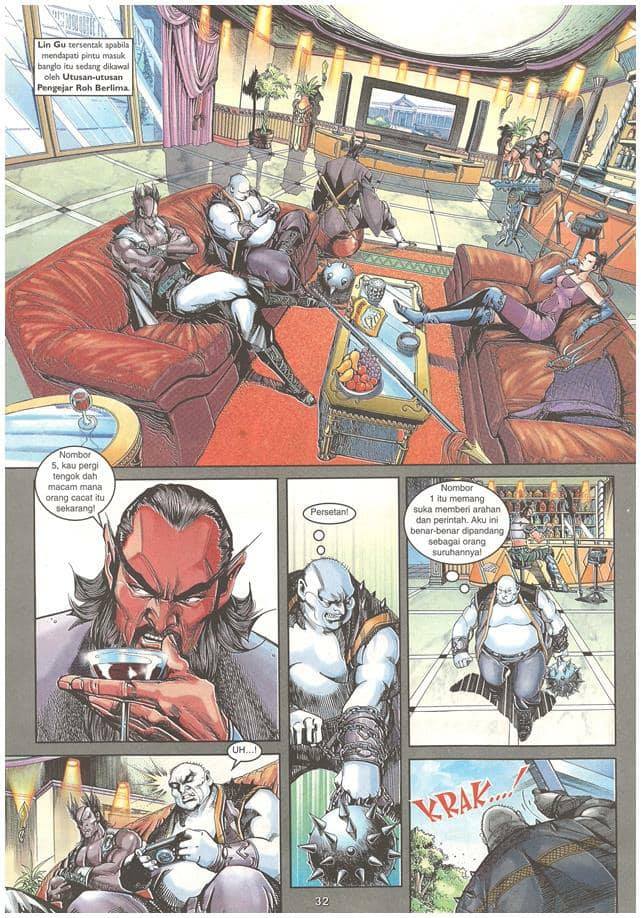 Lin Gu tersentak apabila
mendapati pintu masuk
banglo itu sedang dikawal
oleh Utusan-utusan
Pengejar Roh Berlima.
Nombor
5, kau pergi
tengok dah
macam mana
orang cacat itu
sekarang!
UH...!
Persetan!
Nombor
1 itu memang
suka memberi arahan
dan perintah. Aku ini
benar-benar dipandang
sebagai orang
suruhannya!
KRAK....!
32